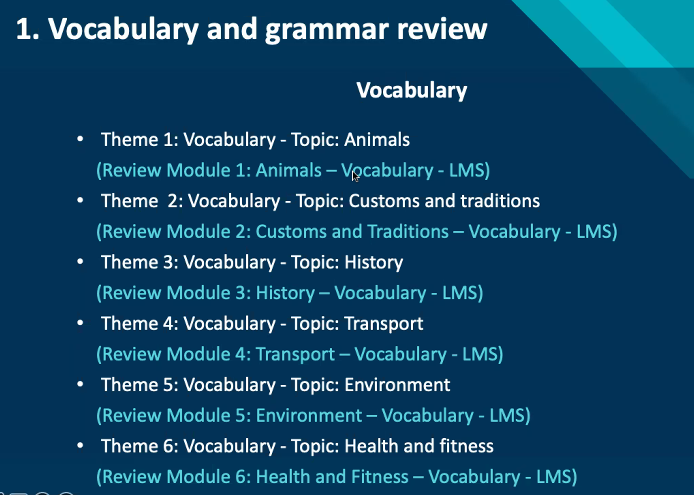 1. Vocabulary and grammar review
Vocabulary
• Theme 1: Vocabulary - Topic: Animals
(Review Module 1: Animals – Vocabulary - LMS)
• Theme 2: Vocabulary - Topic: Customs and traditions
(Review Module 2: Customs and Traditions – Vocabulary - LMS)
• Theme 3: Vocabulary - Topic: History
(Review Module 3: History – Vocabulary - LMS)
• Theme 4: Vocabulary - Topic: Transport
(Review Module 4: Transport – Vocabulary - LMS)
• Theme 5: Vocabulary - Topic: Environment
(Review Module 5: Environment – Vocabulary - LMS)
• Theme 6: Vocabulary - Topic: Health and fitness
(Review Module 6: Health and Fitness – Vocabulary - LMS)